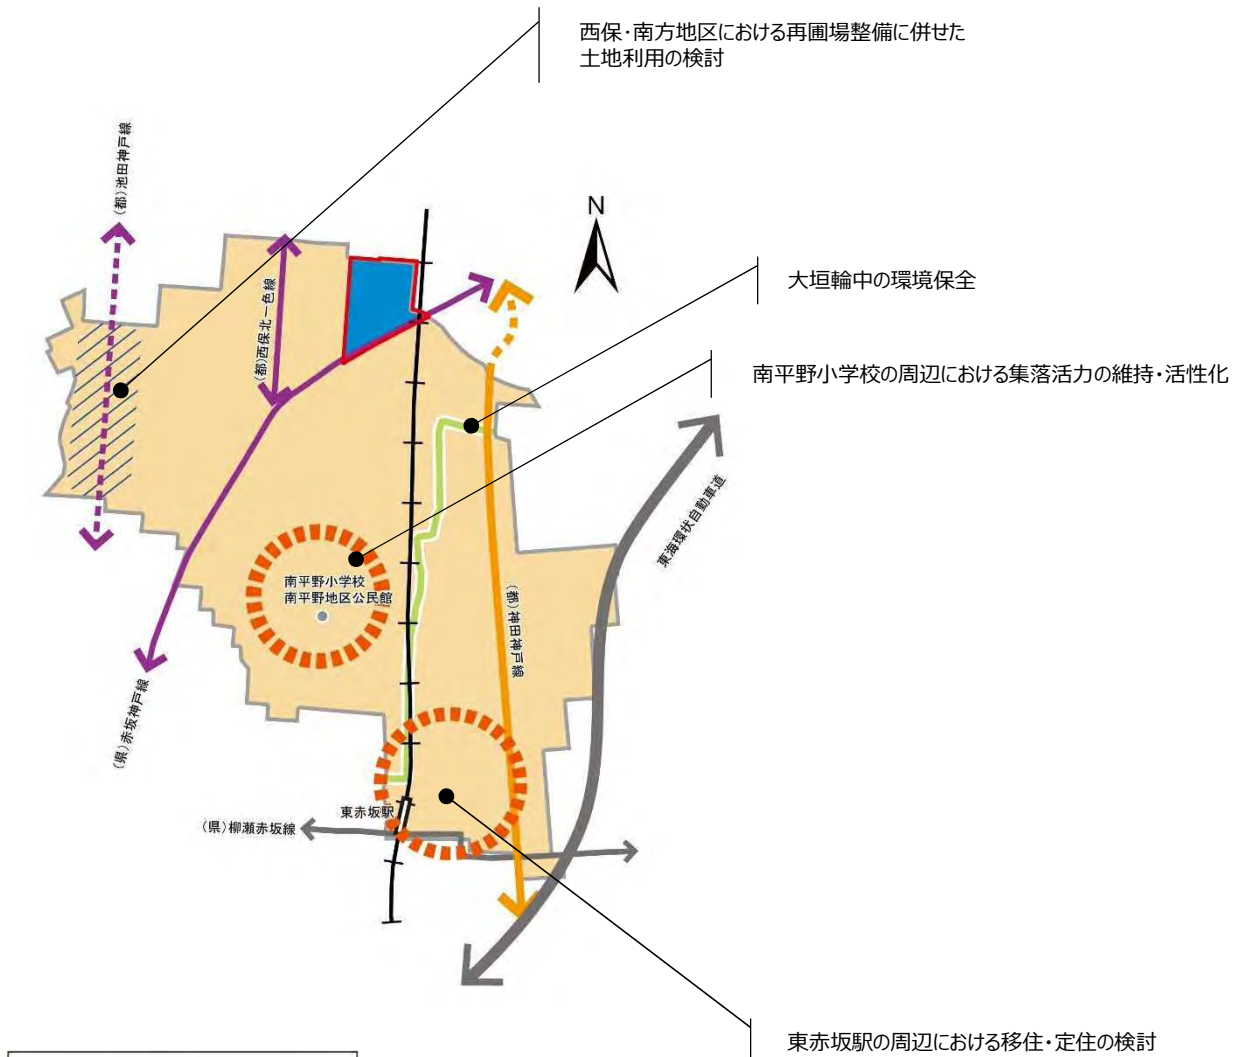 西保・南方地区における再圃場整備に併せた
土地利用の検討
(都)池田神戸線
N
(都)西保北一色線
大垣輪中の環境保全
南平野小学校の周辺における集落活力の維持・活性化
東海環状自動車道
南平野小学校
南平野地区公民館
(都)神田神戸線
(県)赤坂神戸線
東赤坂駅
(県)柳瀬赤坂線
東赤坂駅の周辺における移住・定住の検討